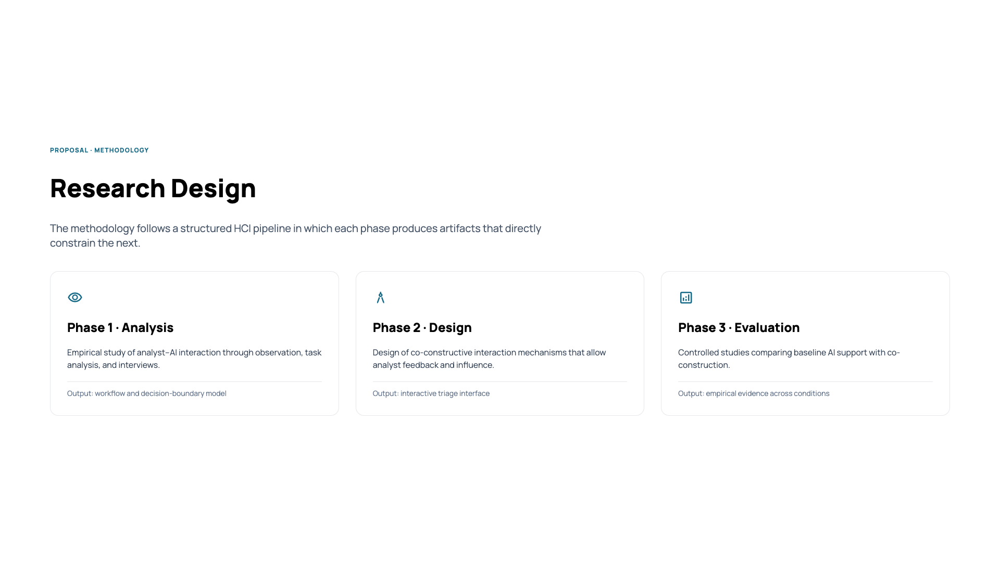 PROPOSAL · METHODOLOGY
Research Design
The methodology follows a structured HCI pipeline in which each phase produces artifacts that directly
constrain the next.
Phase 1 · Analysis
Empirical study of analyst–AI interaction through observation, task
analysis, and interviews.
Output: workflow and decision-boundary model
Phase 2 · Design
Design of co-constructive interaction mechanisms that allow
analyst feedback and influence.
Output: interactive triage interface
Phase 3 · Evaluation
Controlled studies comparing baseline AI support with co-
construction.
Output: empirical evidence across conditions